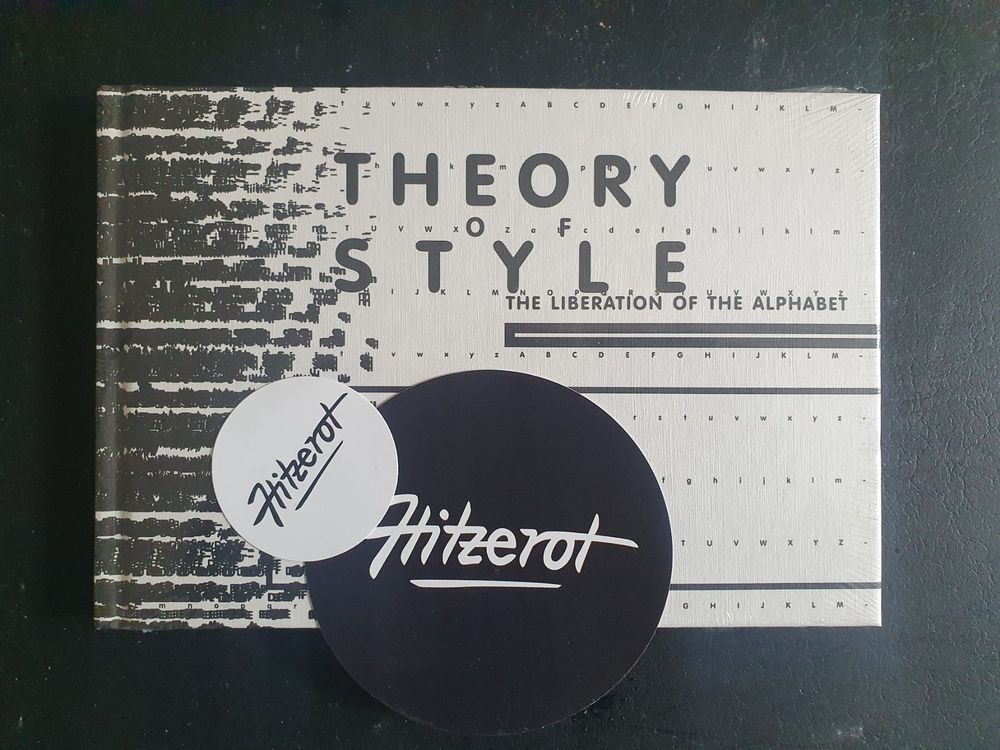 t u v w x y z A B C D E F G H I J K L M -
THEORY
u v w x y z -
OF
c d e f g h i j k l m -
STYLE
I J K L M N O P Q R S T U V W X Y Z -
THE LIBERATION OF THE ALPHABET
t u v w x y z A B C D E F G H I J K L M -
r s t u v w x y z -
f g h i j k l m -
T U V W X Y Z -
m n o p q r
G H I J K L M -
Hitzerot
Hitzerot